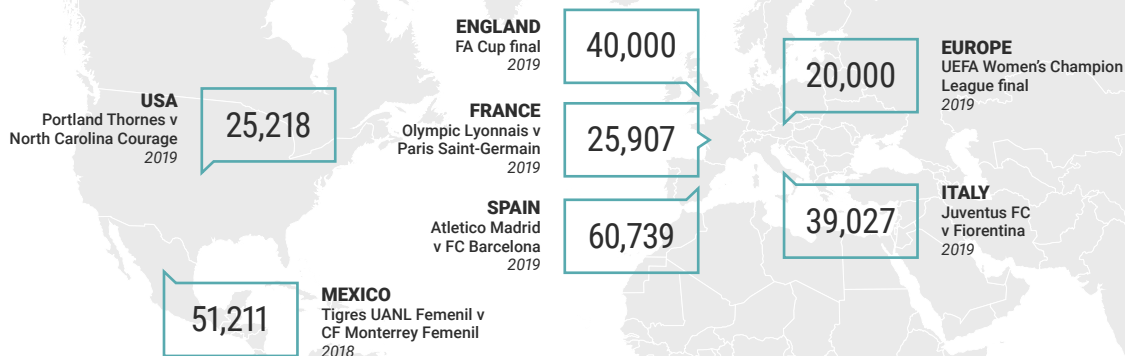 USA
Portland Thornes v
North Carolina Courage
2019
25,218
MEXICO
Tigres UANL Femenil v
CF Monterrey Femenil
2018
51,211
ENGLAND
FA Cup final
2019
40,000
FRANCE
Olympic Lyonnais v
Paris Saint-Germain
2019
25,907
SPAIN
Atletico Madrid
v FC Barcelona
2019
60,739
20,000
EUROPE
UEFA Women's Champion
League final
2019
39,027
ITALY
Juventus FC
v Fiorentina
2019